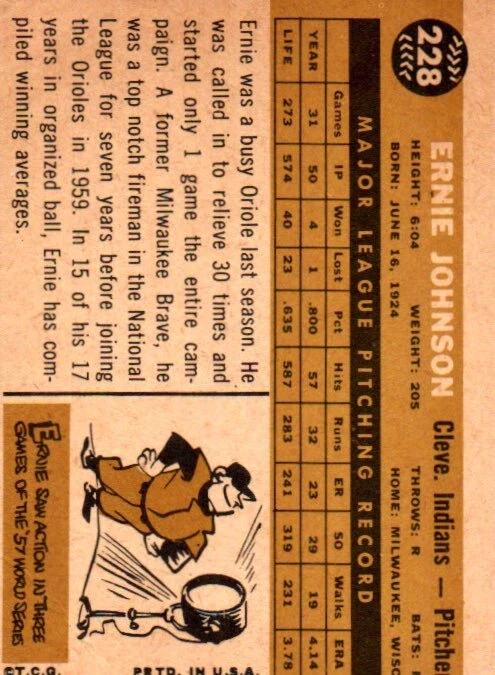 228
ERNIE JOHNSON Cleve. Indians — Pitche
HEIGHT: 6:04 WEIGHT: 205 THROWS: R BATS:
BORN: JUNE 16, 1924 HOME: MILWAUKEE, WISC
MAJOR LEAGUE PITCHING RECORD
Games IP Won Lost Pct Hits Runs ER SO Walks ERA
YEAR 31 50 4 1 .800 57 32 23 29 19 4.14
LIFE 273 574 40 23 .635 587 283 241 319 231 3.78
Ernie was a busy Oriole last season. He
was called in to relieve 30 times and
started only 1 game the entire cam-
paign. A former Milwaukee Brave, he
was a top notch fireman in the National
League for seven years before joining
the Orioles in 1959. In 15 of his 17
years in organized ball, Ernie has com-
piled winning averages.
ERNIE SAW ACTION IN THREE
GAMES OF THE '57 WORLD SERIES
©T.C.G. PRTD. IN U.S.A.